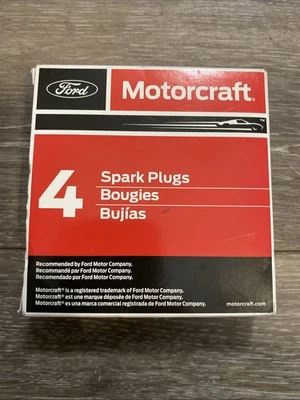 Ford
Motorcraft®
™
4
Spark Plugs
Bougies
Bujías
Recommended by Ford Motor Company.
Recommandé par Ford Motor Company.
Recomendado por Ford Motor Company.
Motorcraft® is a registered trademark of Ford Motor Company.
Motorcraft® est une marque déposée de Ford Motor Company.
Motorcraft® es una marca comercial registrada de Ford Motor Company.
motorcraft.com